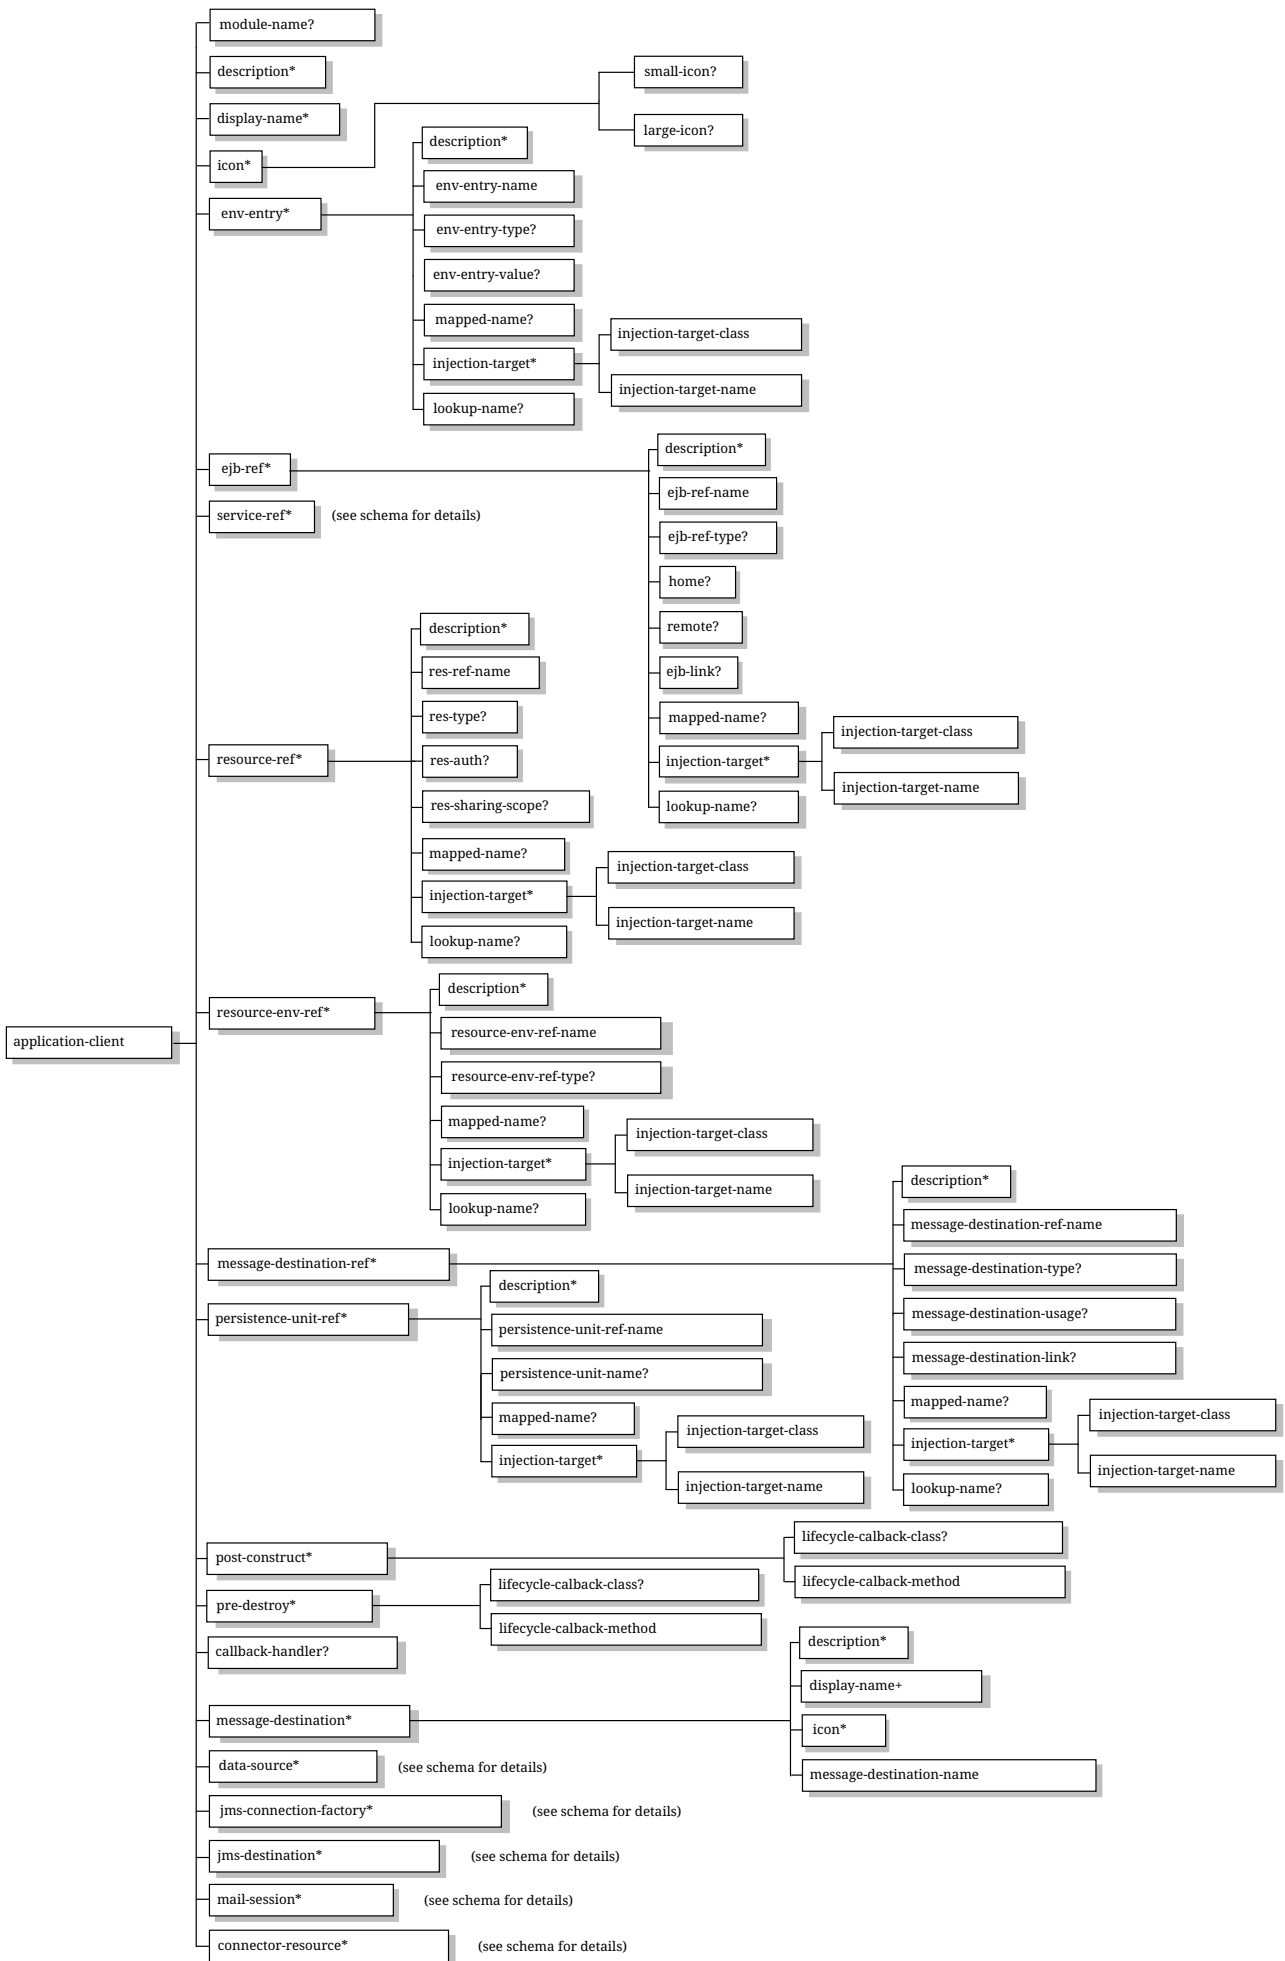 module-name?
description*
display-name*
icon*
small-icon?
large-icon?
env-entry*
description*
env-entry-name
env-entry-type?
env-entry-value?
mapped-name?
injection-target*
injection-target-class
injection-target-name
lookup-name?
ejb-ref*
description*
ejb-ref-name
ejb-ref-type?
home?
remote?
ejb-link?
mapped-name?
injection-target*
injection-target-class
injection-target-name
lookup-name?
service-ref* (see schema for details)
resource-ref*
description*
res-ref-name
res-type?
res-auth?
res-sharing-scope?
mapped-name?
injection-target*
injection-target-class
injection-target-name
lookup-name?
application-client
resource-env-ref*
description*
resource-env-ref-name
resource-env-ref-type?
mapped-name?
injection-target*
injection-target-class
injection-target-name
lookup-name?
message-destination-ref*
description*
message-destination-ref-name
message-destination-type?
message-destination-usage?
message-destination-link?
mapped-name?
injection-target*
injection-target-class
injection-target-name
lookup-name?
persistence-unit-ref*
description*
persistence-unit-ref-name
persistence-unit-name?
mapped-name?
injection-target*
injection-target-class
injection-target-name
post-construct*
lifecycle-calback-class?
lifecycle-calback-method
pre-destroy*
lifecycle-calback-class?
lifecycle-calback-method
callback-handler?
message-destination*
description*
display-name+
icon*
message-destination-name
data-source* (see schema for details)
jms-connection-factory* (see schema for details)
jms-destination* (see schema for details)
mail-session* (see schema for details)
connector-resource* (see schema for details)